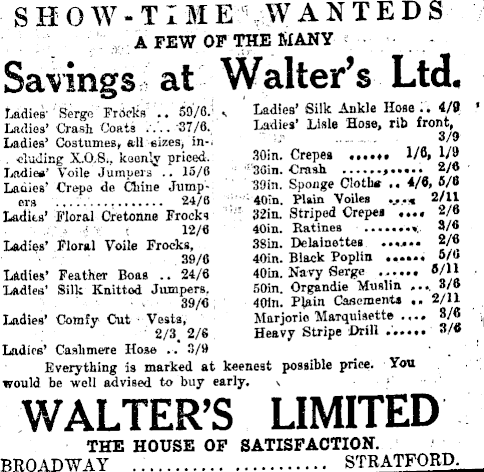 SHOW-TIME WANTEDS
A FEW OF THE MANY
Savings at Walter's Ltd.
Ladies' Serge Frocks .. 59/6.
Ladies' Crash Coats .... 37/6.
Ladies' Costumes, all sizes, in-
cluding X.O.S., keenly priced.
Ladies' Voile Jumpers .. 15/6
Ladies' Crepe de Chine Jump-
ers .............. 24/6
Ladies' Floral Cretonne Frocks
12/6
Ladies' Floral Voile Frocks,
39/6
Ladies' Feather Boas .. 24/6
Ladies' Silk Knitted Jumpers,
39/6
Ladies' Comfy Cut Vests,
2/3, 2/6
Ladies' Cashmere Hose .. 3/9
Ladies' Silk Ankle Hose .. 4/9
Ladies' Lisle Hose, rib front,
3/9
30in. Crepes ...... 1/6, 1/9
36in. Crash .......... 2/6
39in. Sponge Cloths .. 4/6, 5/6
40in. Plain Voiles .... 2/11
32in. Striped Crepes .... 2/6
40in. Ratines ........ 3/6
38in. Delainettes ...... 2/6
40in. Black Poplin ...... 5/6
40in. Navy Serge ...... 5/11
50in. Organdie Muslin .... 3/6
40in. Plain Casements .. 2/11
Marjorie Marquisette .... 3/6
Heavy Stripe Drill ...... 3/6
Everything is marked at keenest possible price. You
would be well advised to buy early.
WALTER'S LIMITED
THE HOUSE OF SATISFACTION.
BROADWAY ...................... STRATFORD.